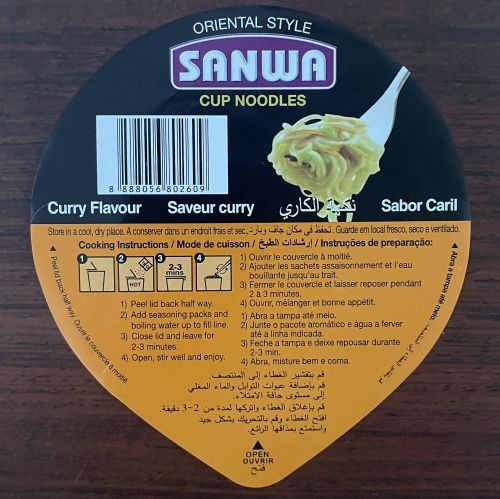 ORIENTAL STYLE
SANWA
CUP NOODLES
8 888056 802609
Curry Flavour Saveur curry نكهة الكاري Sabor Caril
Store in a cool, dry place. A conserver dans un endroit frais et sec. تحفظ في مكان جاف وبارد. Guarde em local fresco, seco e ventilado.
Cooking Instructions / Mode de cuisson / إرشادات الطبخ / Instruções de preparação:
1 2 3 4
HOT
2-3
mins
1) Peel lid back half way.
2) Add seasoning packs and
boiling water up to fill line.
3) Close lid and leave for
2-3 minutes.
4) Open, stir well and enjoy.
1) Ouvrir le couvercle à moitié.
2) Ajouter les sachets assaisonnement et l'eau
bouillante jusqu'au trait.
3) Fermer le couvercle et laisser reposer pendant
2 a 3 minutes.
4) Ouvrir, mélanger et bonne appétit.
1) Abra a tampa até meio.
2) Junte o pacote aromático e água a ferver
até a linha indicada.
3) Feche a tampa e deixe repousar durante
2-3 min.
4) Abra, misture bem e coma.
قم بتقشير الغطاء إلى المنتصف.
قم بإضافة عبوات التوابل والماء المغلي
إلى مستوى حافة الامتلاء.
قم بإغلاق الغطاء واتركها لمدة من 2-3 دقيقة.
افتح الغطاء وقم بالتحريك بشكل جيد
واستمتع بمذاقها الرائع.
Peel lid back half way. Ouvrir le couvercle à moitié.
Abra a tampa até meio.
OPEN
OUVRIR
فتح